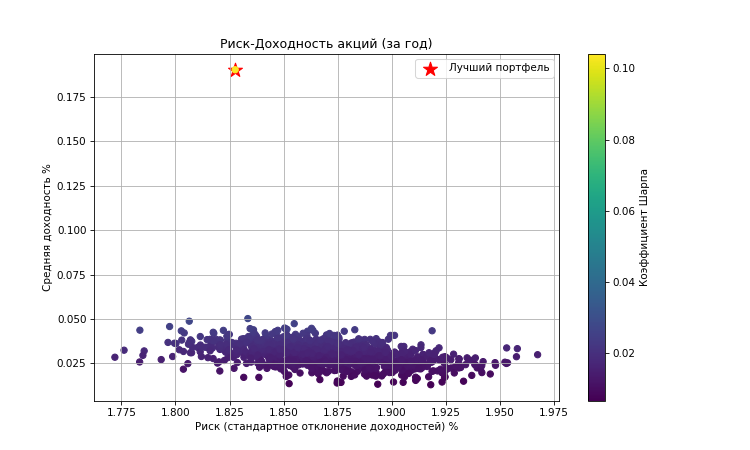 Риск-Доходность акций (за год)
Лучший портфель
Средняя доходность %
0.175
0.150
0.125
0.100
0.075
0.050
0.025
1.775 1.800 1.825 1.850 1.875 1.900 1.925 1.950 1.975
Риск (стандартное отклонение доходностей) %
0.10
0.08
0.06
0.04
0.02
Коэффициент Шарпа